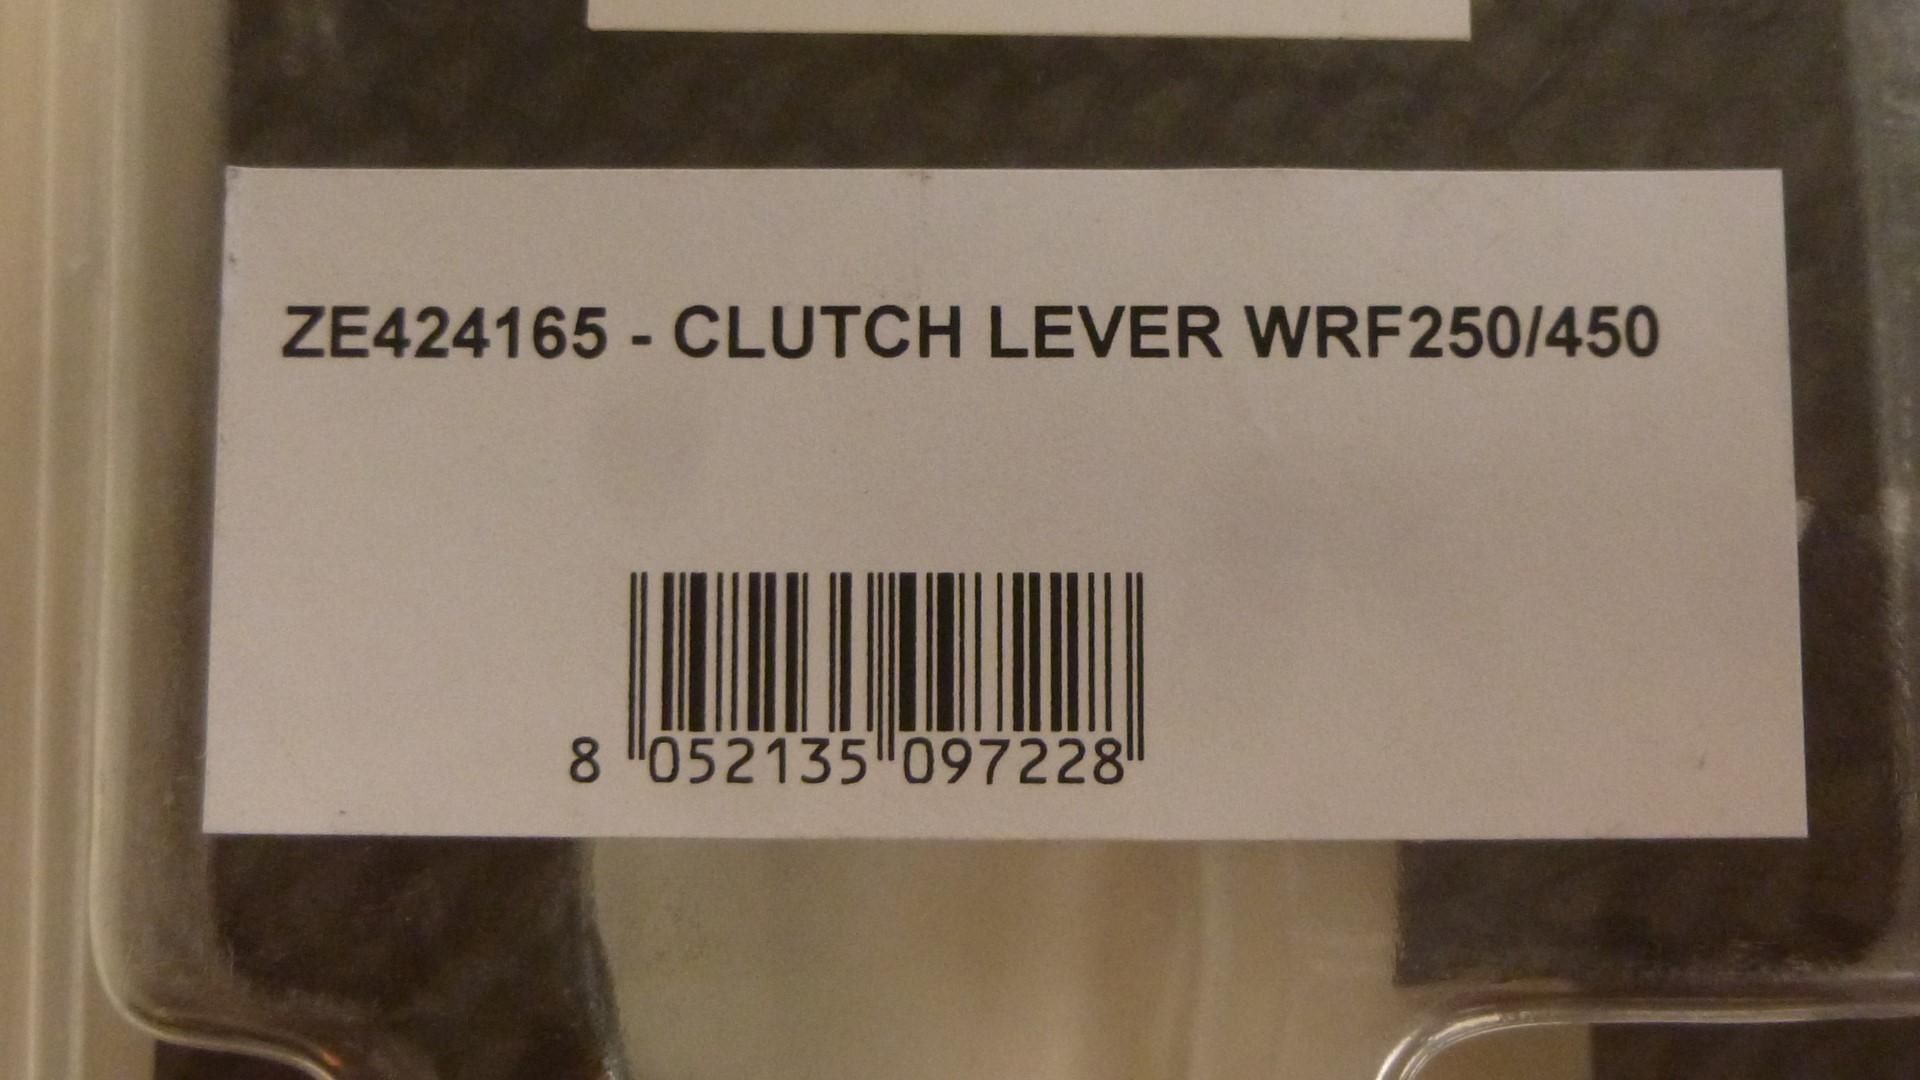 ZE424165 - CLUTCH LEVER WRF250/450
8 052135 097228